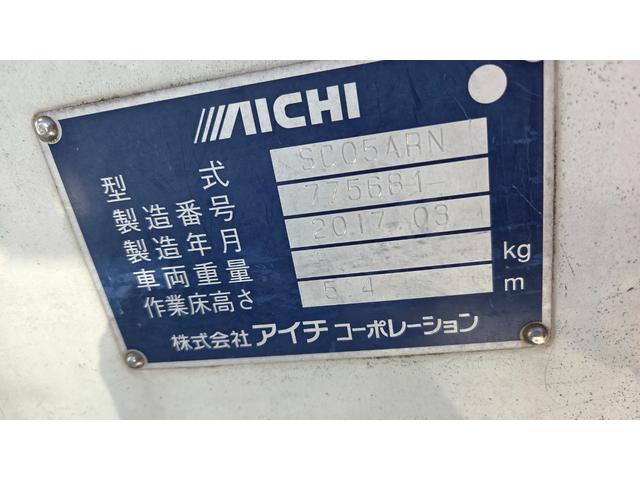 AICHI
型式 SC05ARN
製造番号 775681-
製造年月 2017.03
車両重量 kg
作業床高さ 5.4 m
株式会社 アイチ コーポレーション